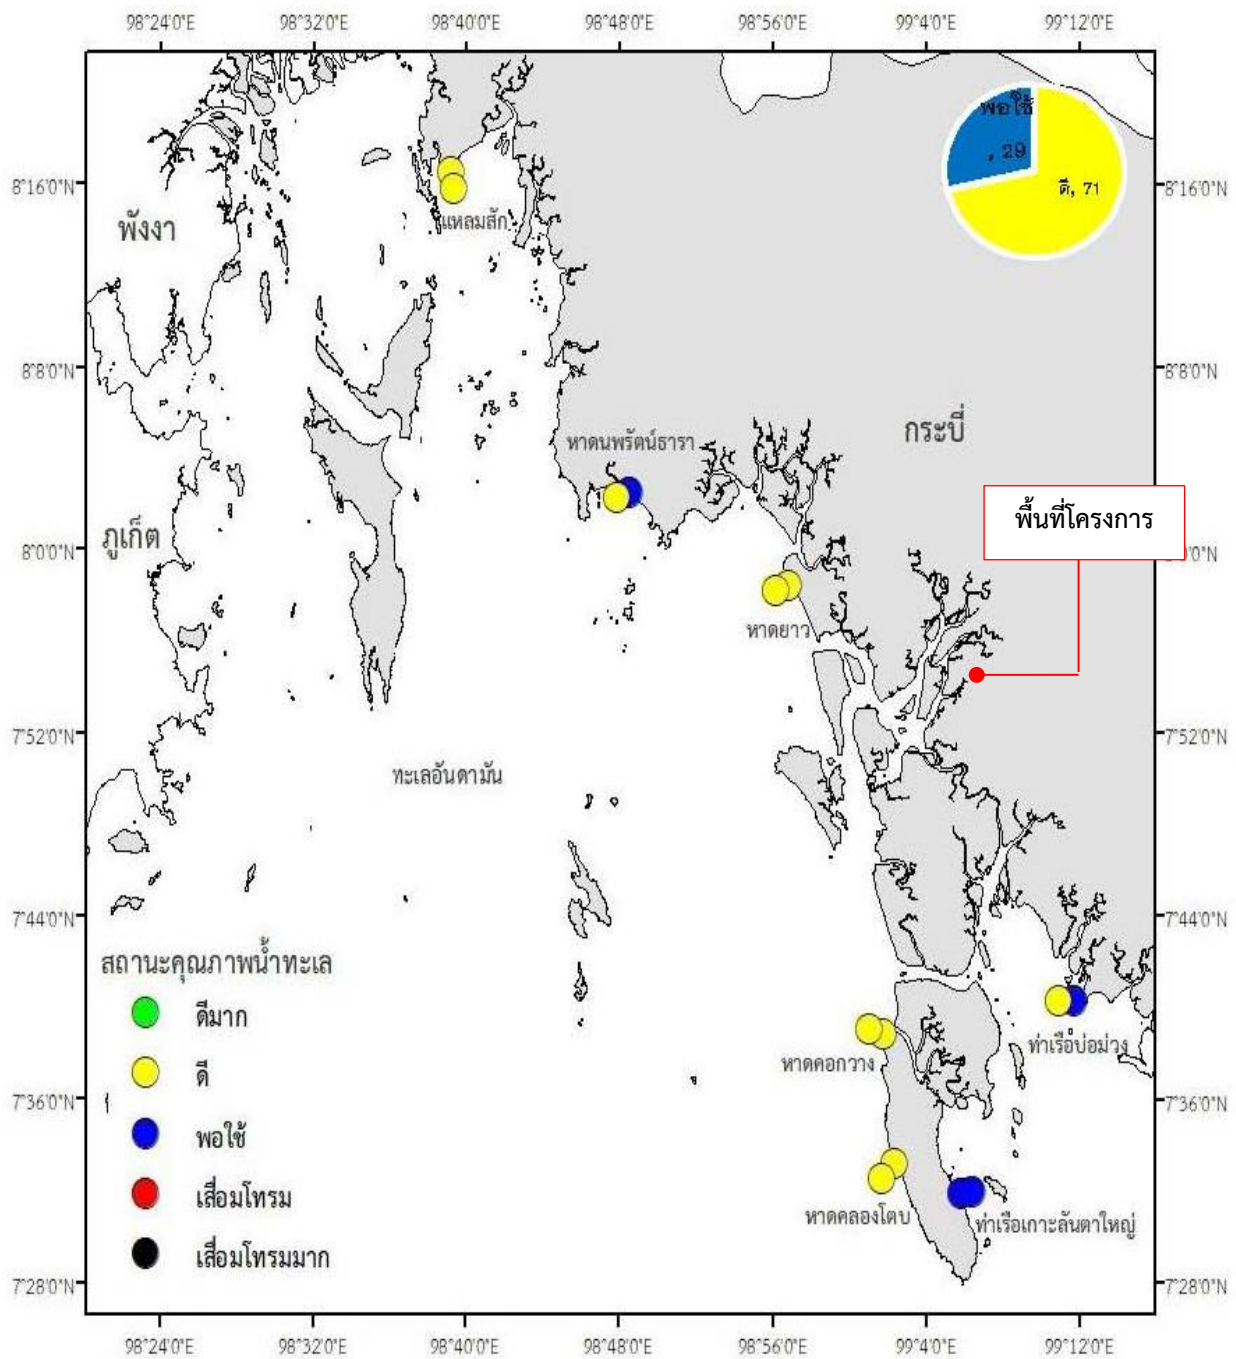 98°24'0"E 98°32'0"E 98°40'0"E 98°48'0"E 98°56'0"E 99°4'0"E 99°12'0"E
พอใช้
, 29
ดี, 71
8°16'0"N 8°16'0"N
แหลมสัก
พังงา
8°8'0"N 8°8'0"N
กระบี่
หาดนพรัตน์ธารา
พื้นที่โครงการ
ภูเก็ต
8°0'0"N 0'0"N
หาดยาว
7°52'0"N 7°52'0"N
ทะเลอันดามัน
7°44'0"N 7°44'0"N
สถานะคุณภาพน้ำทะเล
ดีมาก
ดี
พอใช้
เสื่อมโทรม
เสื่อมโทรมมาก
ท่าเรือบ่อม่วง
หาดคอกวาง
7°36'0"N 7°36'0"N
หาดคลองโตบ
ท่าเรือเกาะลันตาใหญ่
7°28'0"N 7°28'0"N
98°24'0"E 98°32'0"E 98°40'0"E 98°48'0"E 98°56'0"E 99°4'0"E 99°12'0"E